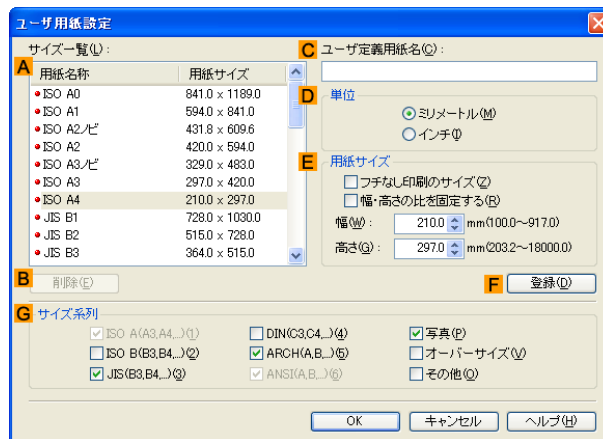 ユーザ用紙設定
サイズ一覧(L):
A
用紙名称 用紙サイズ
ISO A0 841.0 x 1189.0
ISO A1 594.0 x 841.0
ISO A2ノビ 431.8 x 609.6
ISO A2 420.0 x 594.0
ISO A3ノビ 329.0 x 483.0
ISO A3 297.0 x 420.0
ISO A4 210.0 x 297.0
JIS B1 728.0 x 1030.0
JIS B2 515.0 x 728.0
JIS B3 364.0 x 515.0
B
削除(E)
C ユーザ定義用紙名(C):
D 単位
ミリメートル(M)
インチ(I)
E 用紙サイズ
フチなし印刷のサイズ(Z)
幅・高さの比を固定する(R)
幅(W): 210.0 mm(100.0～917.0)
高さ(G): 297.0 mm(203.2～18000.0)
F 登録(D)
G サイズ系列
ISO A(A3,A4,...)(1) DIN(C3,C4,...)(4) 写真(P)
ISO B(B3,B4,...)(2) ARCH(A,B,...)(5) オーバーサイズ(V)
JIS(B3,B4,...)(3) ANSI(A,B,...)(6) その他(O)
OK キャンセル ヘルプ(H)